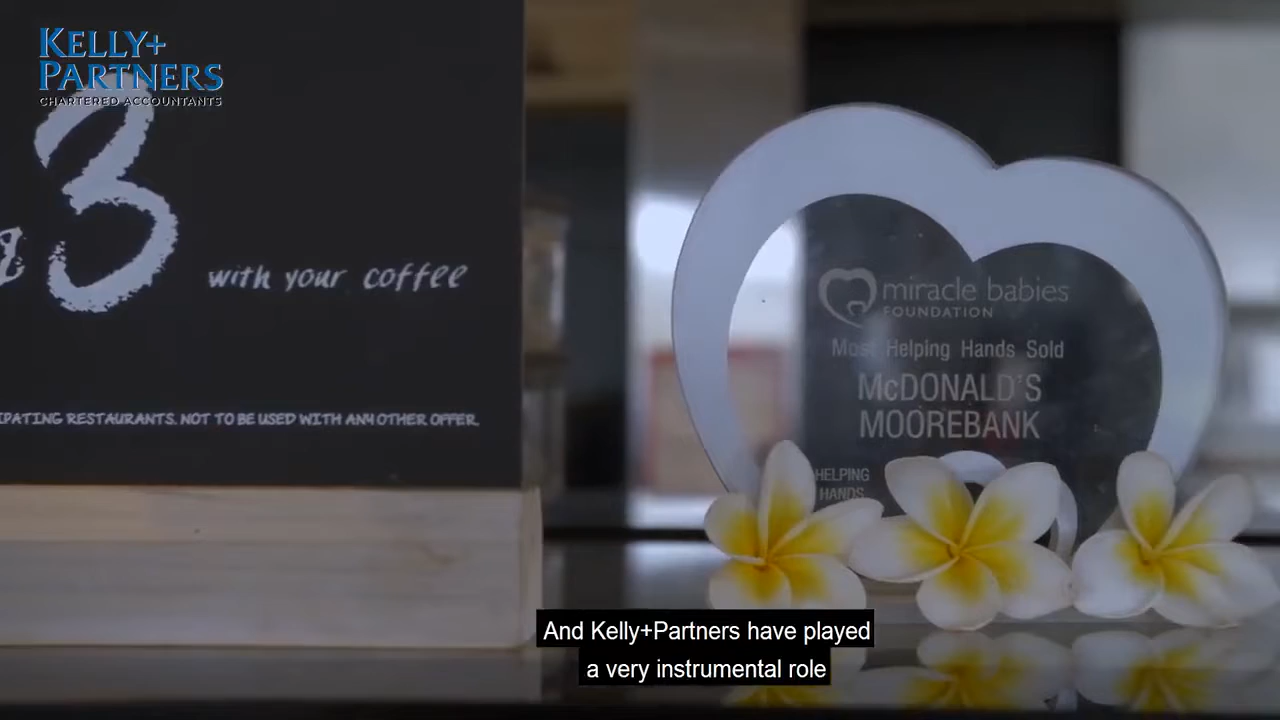 KELLY+
PARTNERS
CHARTERED ACCOUNTANTS
3
with your coffee
RESTAURANTS. NOT TO BE USED WITH ANY OTHER OFFER.
miracle babies
FOUNDATION
Most Helping Hands Sold
McDONALD'S
MOOREBANK
HELPING
HANDS
And Kelly+Partners have played
a very instrumental role